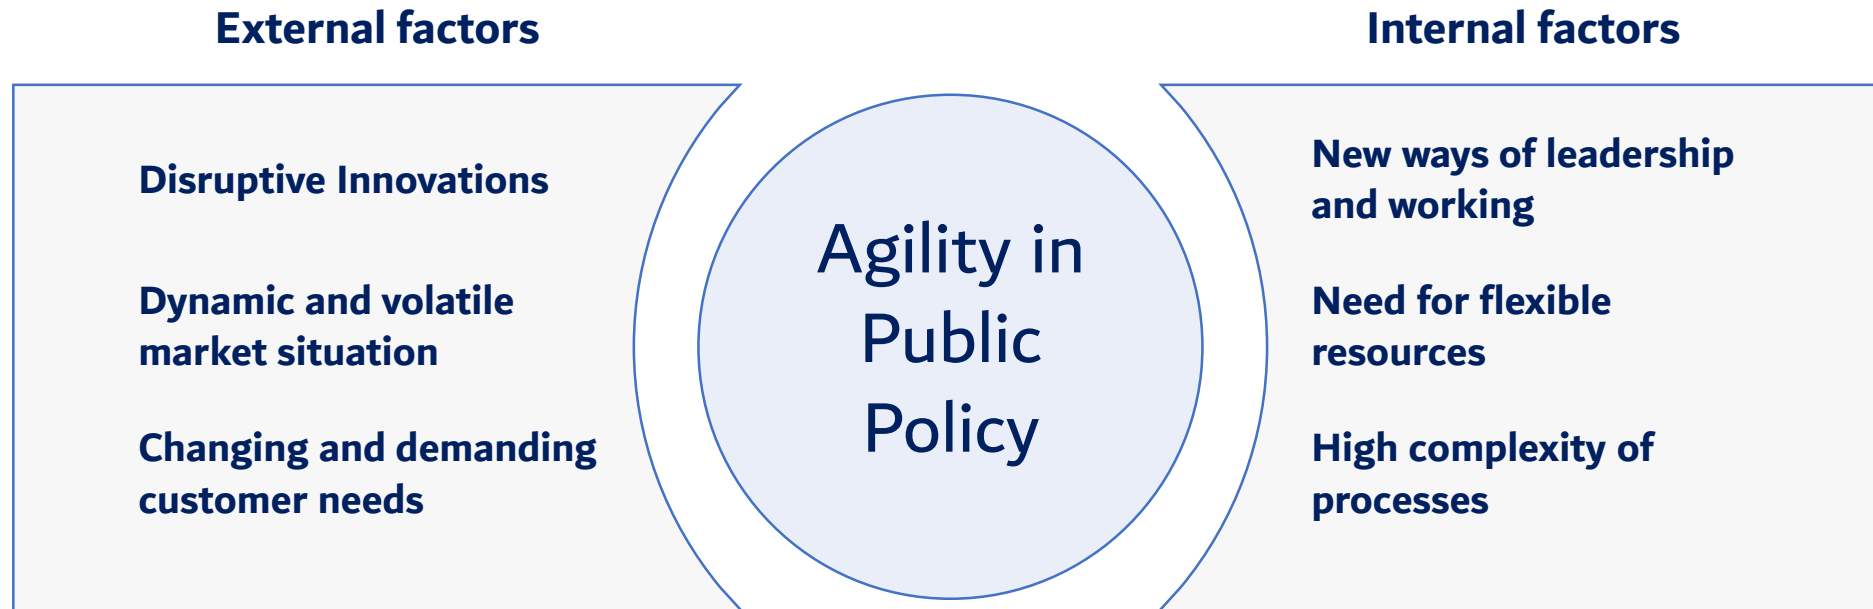 External factors
Disruptive Innovations
Dynamic and volatile
market situation
Changing and demanding
customer needs
Agility in
Public
Policy
Internal factors
New ways of leadership
and working
Need for flexible
resources
High complexity of
processes